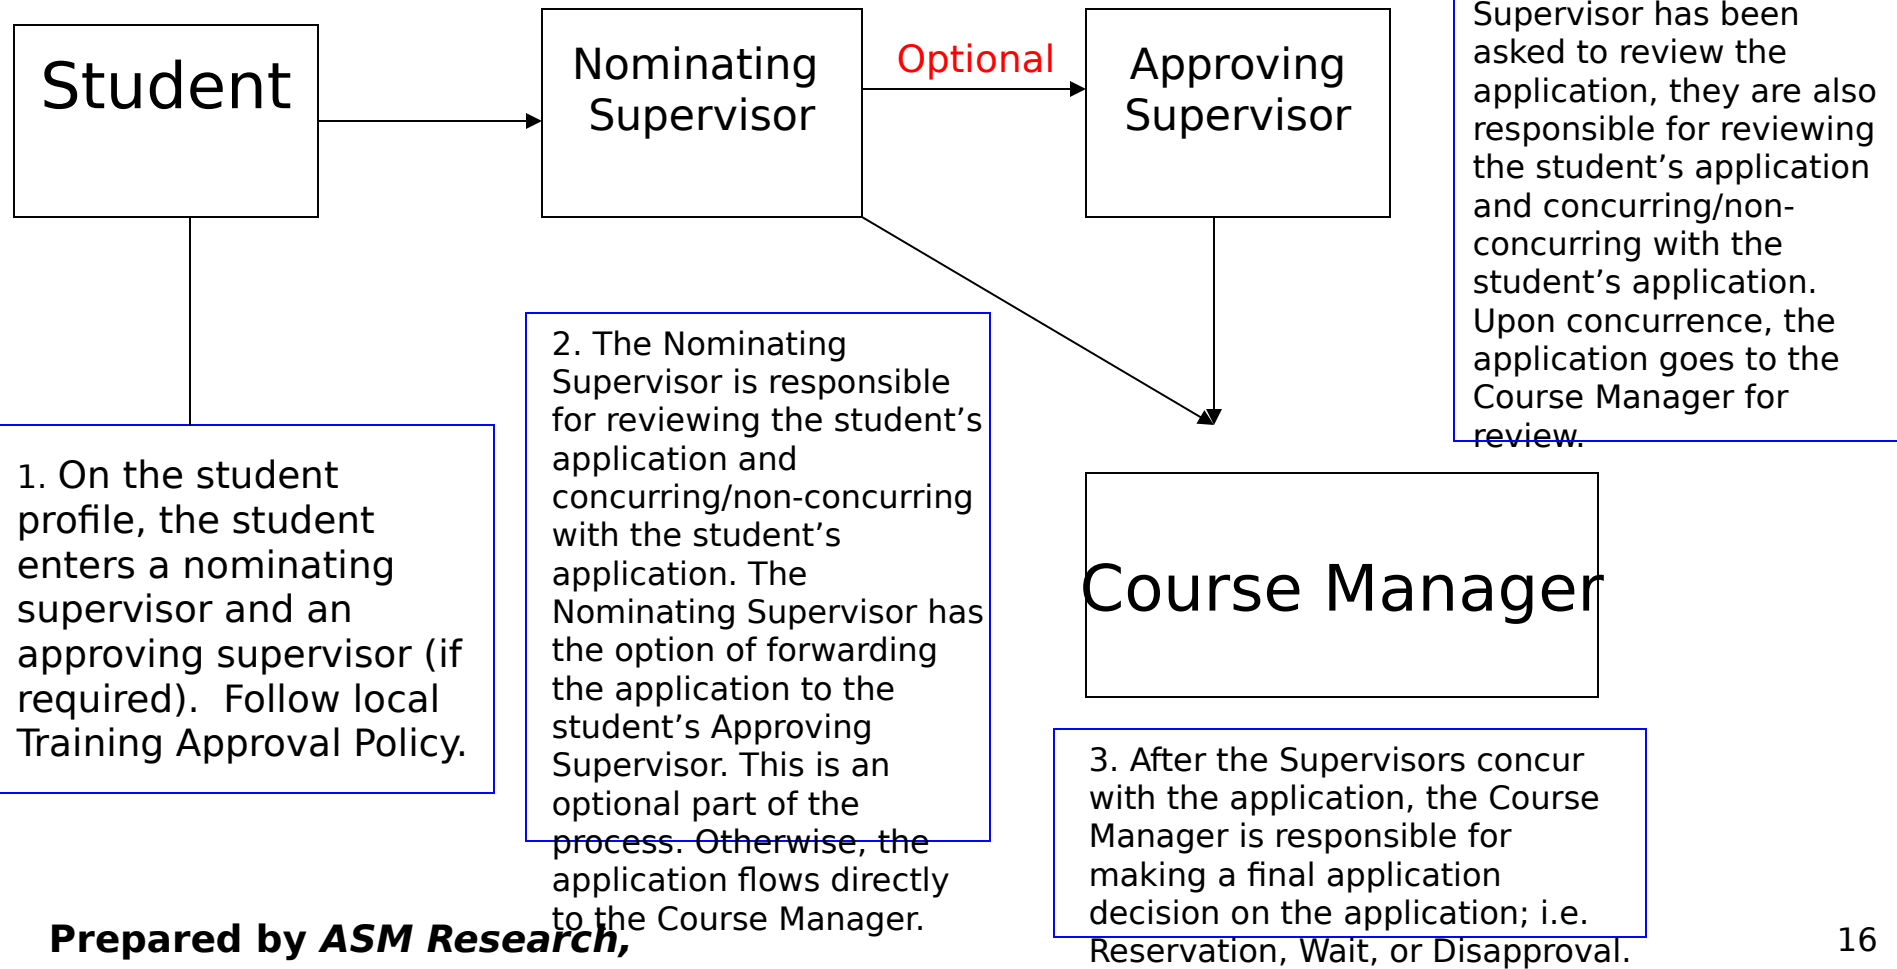 Student
Nominating
Supervisor
Optional
Approving
Supervisor
Supervisor has been
asked to review the
application, they are also
responsible for reviewing
the student’s application
and concurring/non-
concurring with the
student’s application.
Upon concurrence, the
application goes to the
Course Manager for
review.
1. On the student
profile, the student
enters a nominating
supervisor and an
approving supervisor (if
required).  Follow local
Training Approval Policy.
2. The Nominating
Supervisor is responsible
for reviewing the student’s
application and
concurring/non-concurring
with the student’s
application. The
Nominating Supervisor has
the option of forwarding
the application to the
student’s Approving
Supervisor. This is an
optional part of the
process. Otherwise, the
application flows directly
to the Course Manager.
Course Manager
3. After the Supervisors concur
with the application, the Course
Manager is responsible for
making a final application
decision on the application; i.e.
Reservation, Wait, or Disapproval.
Prepared by ASM Research,
16